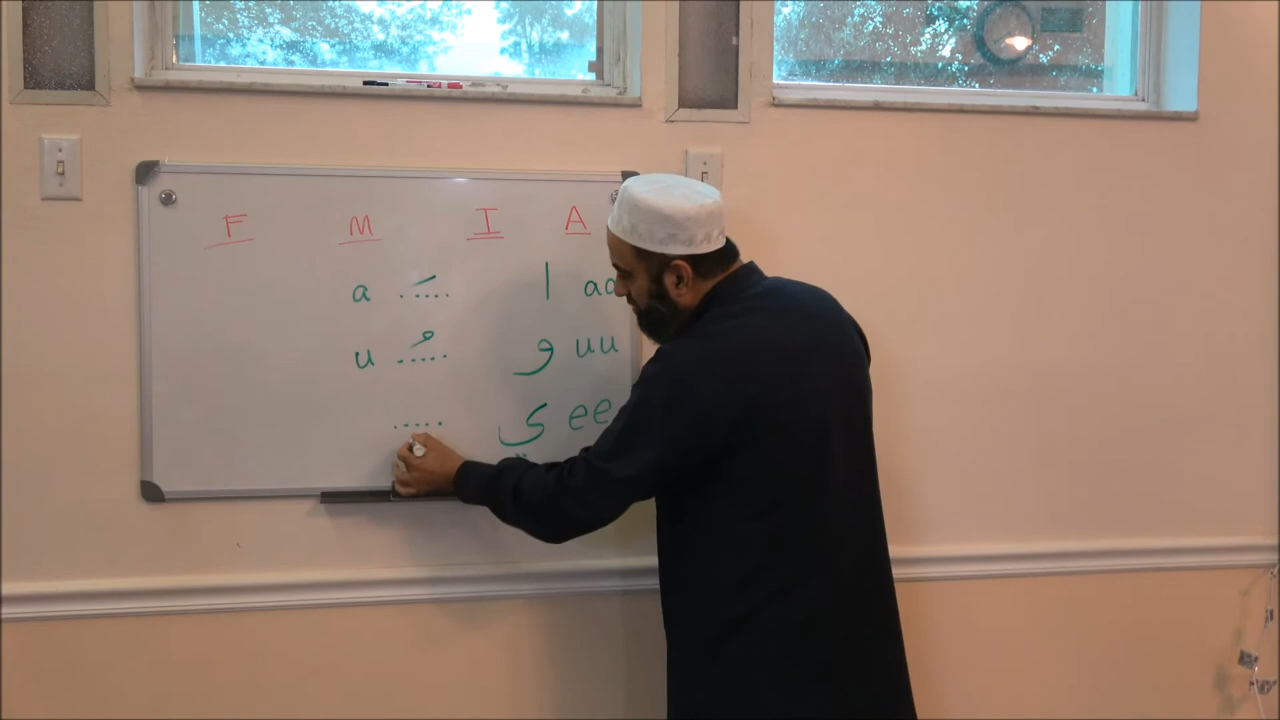 F M I A
a َ ..... ا aa
u ُ ..... و uu
.... ي ee